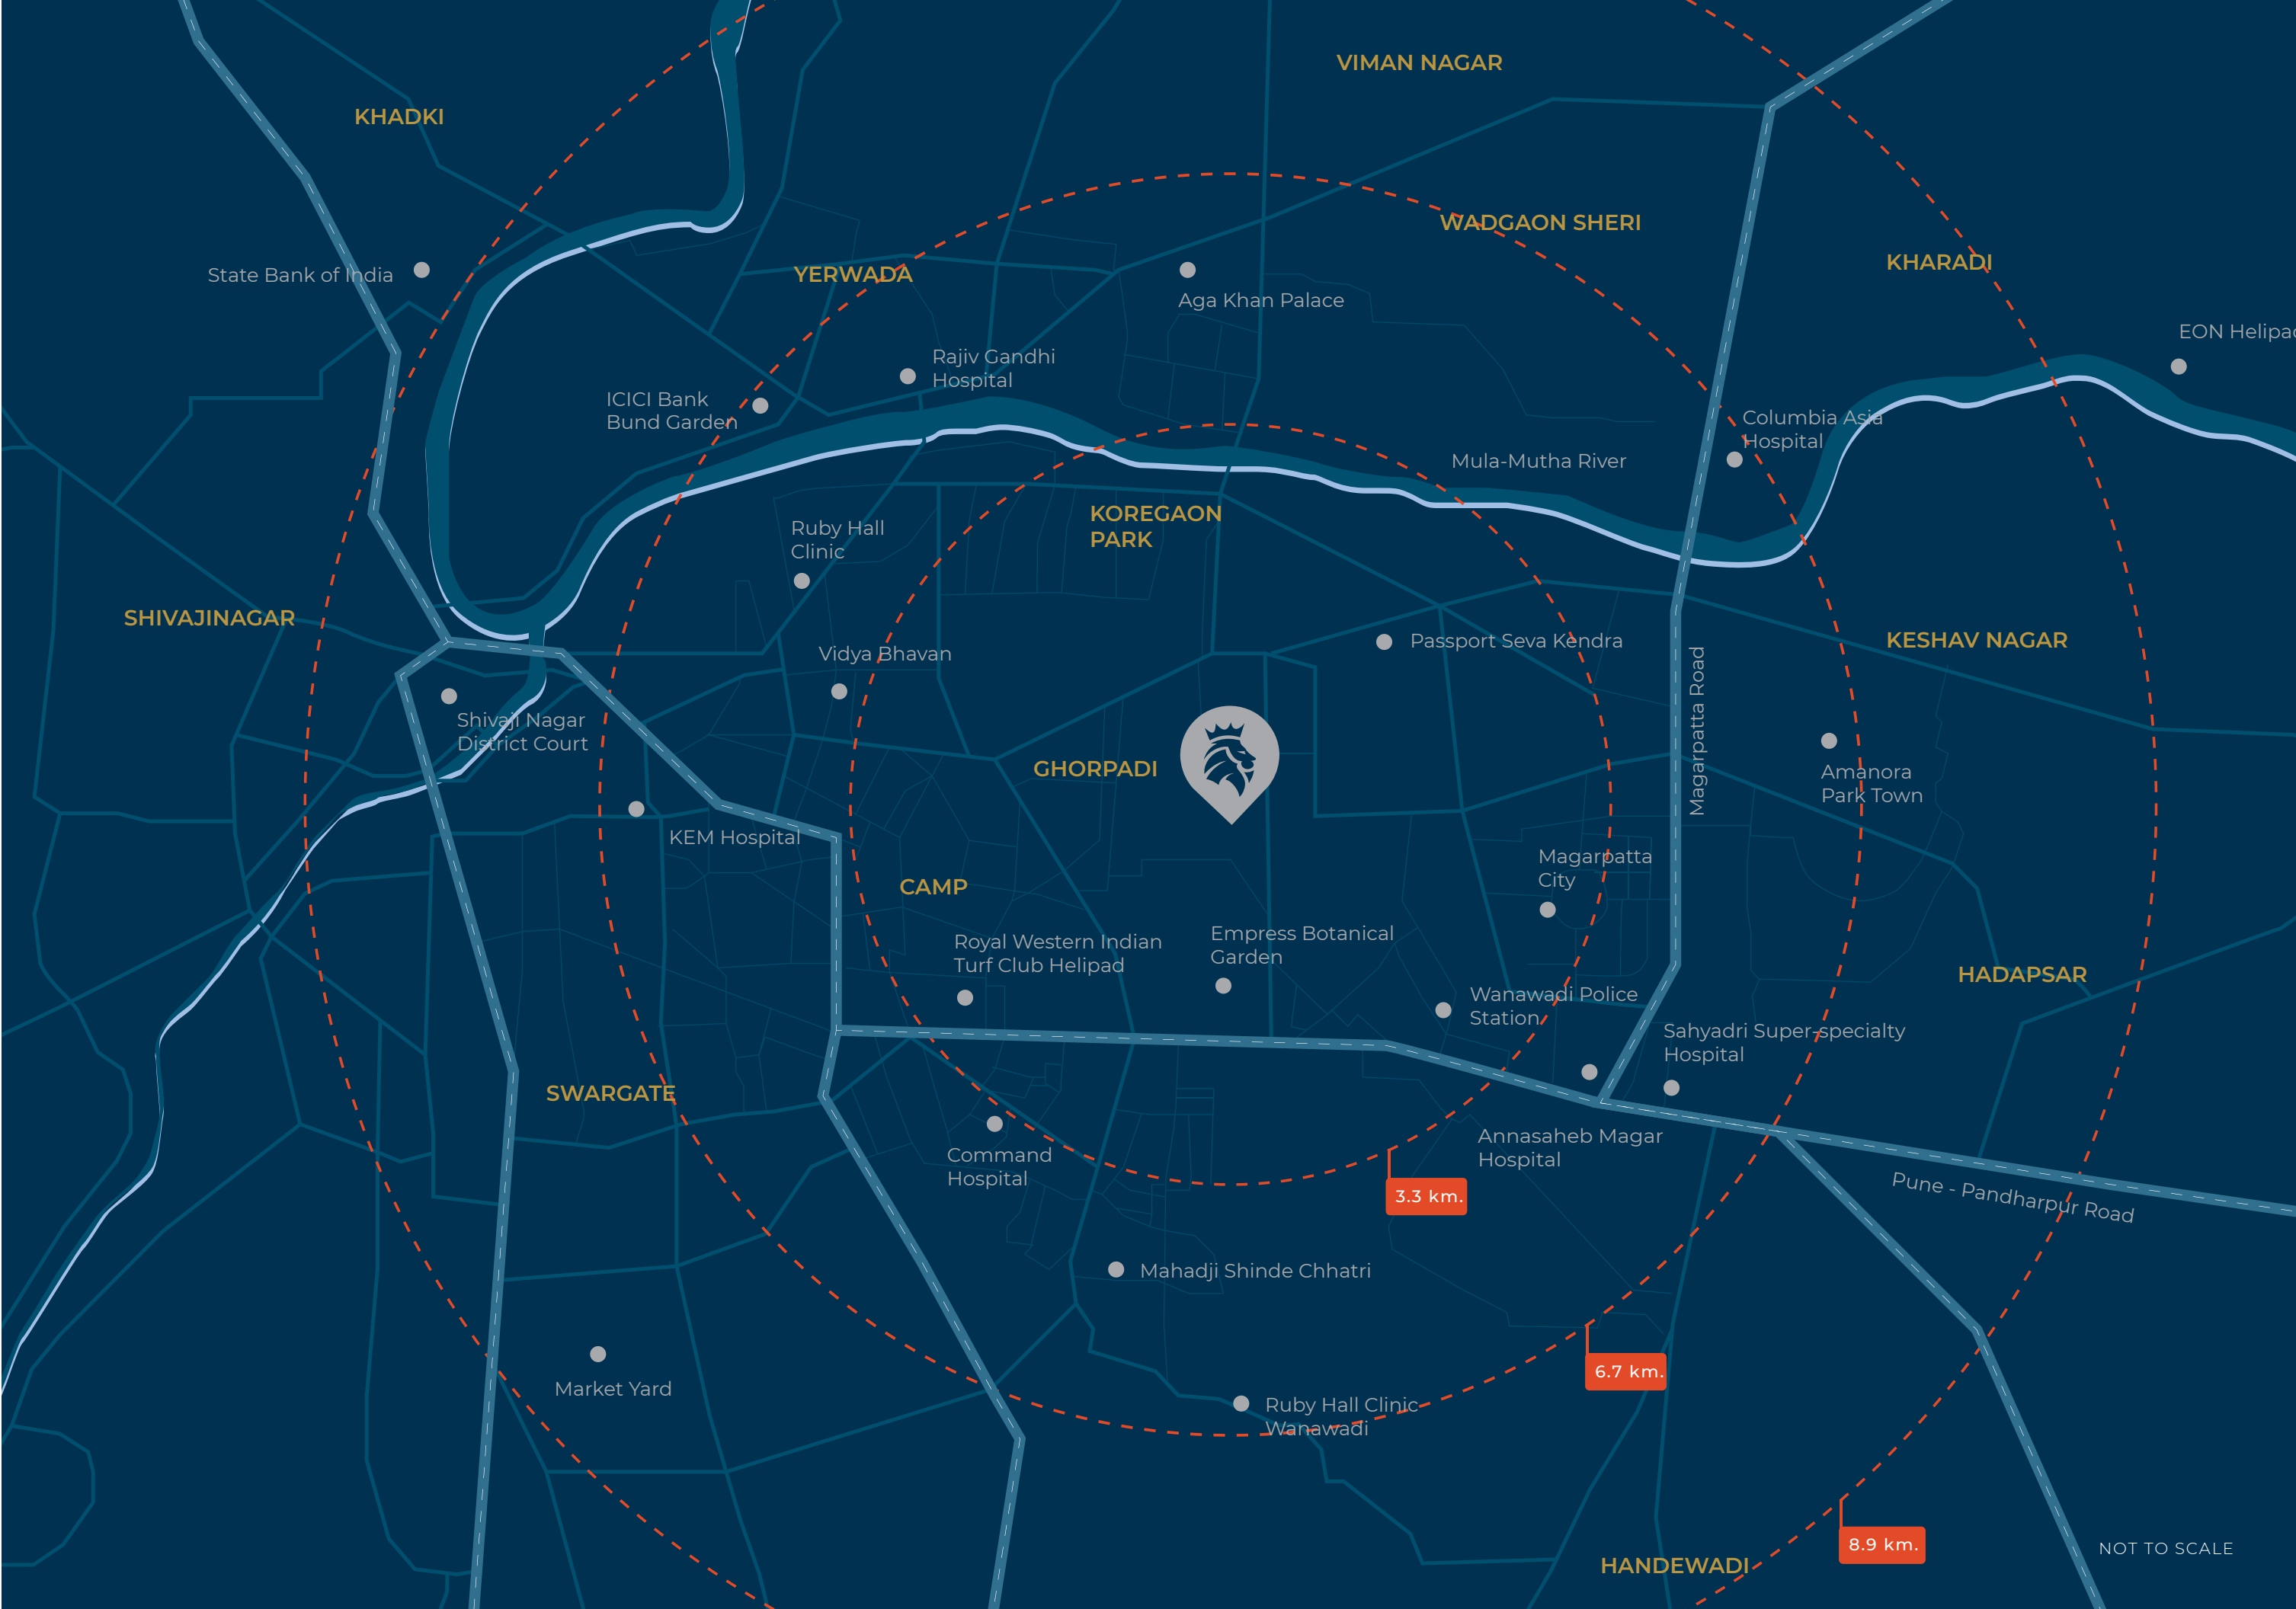 VIMAN NAGAR
KHADKI
WADGAON SHERI
KHARADI
State Bank of India
YERWADA
Aga Khan Palace
EON Helipad
Rajiv Gandhi
Hospital
ICICI Bank
Bund Garden
Columbia Asia
Hospital
Mula-Mutha River
KOREGAON
PARK
Ruby Hall
Clinic
SHIVAJINAGAR
Passport Seva Kendra
KESHAV NAGAR
Vidya Bhavan
Magarpatta Road
Shivaji Nagar
District Court
GHORPADI
Amanora
Park Town
KEM Hospital
Magarpatta
City
CAMP
Royal Western Indian
Turf Club Helipad
Empress Botanical
Garden
HADAPSAR
Wanawadi Police
Station
Sahyadri Super-specialty
Hospital
SWARGATE
Command
Hospital
Annasaheb Magar
Hospital
3.3 km.
Pune - Pandharpur Road
Mahadji Shinde Chhatri
6.7 km.
Market Yard
Ruby Hall Clinic
Wanawadi
8.9 km.
NOT TO SCALE
HANDEWADI